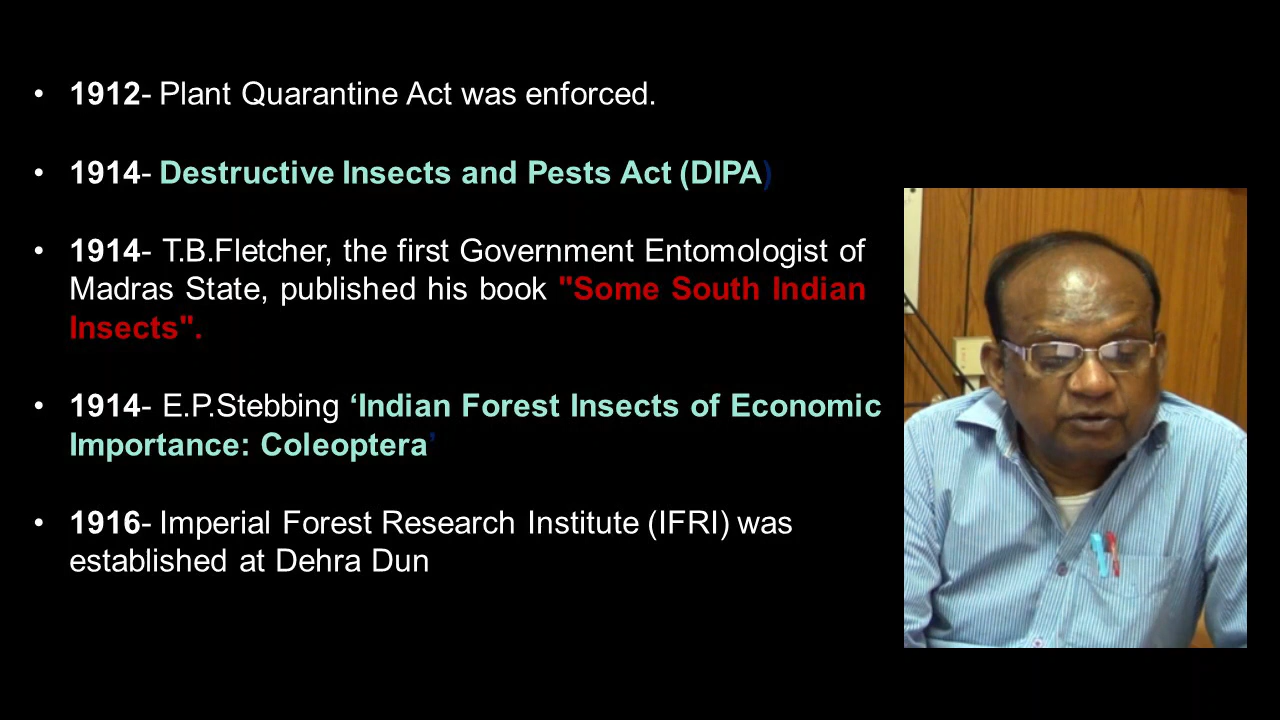 • 1912- Plant Quarantine Act was enforced.
• 1914- Destructive Insects and Pests Act (DIPA)
• 1914- T.B.Fletcher, the first Government Entomologist of
Madras State, published his book "Some South Indian
Insects".
• 1914- E.P.Stebbing ‘Indian Forest Insects of Economic
Importance: Coleoptera’
• 1916- Imperial Forest Research Institute (IFRI) was
established at Dehra Dun